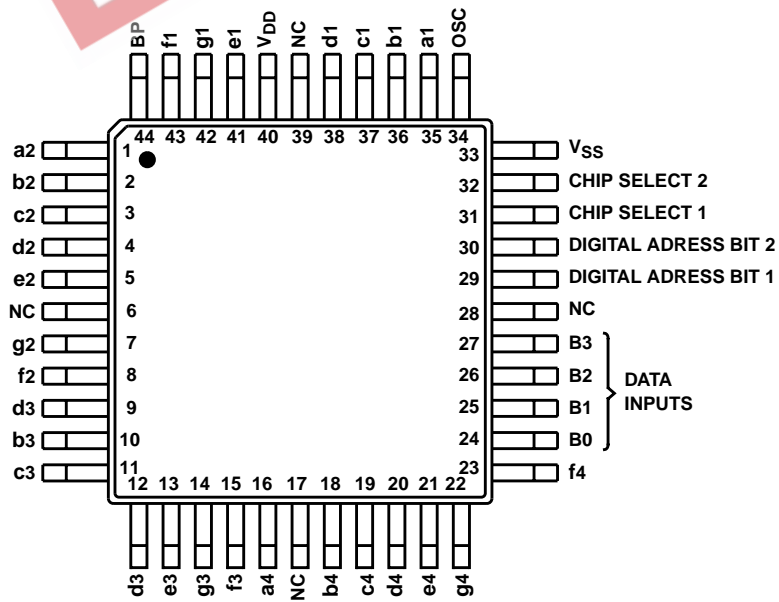 BP f1 g1 e1 VDD NC d1 c1 b1 a1 OSC
44 43 42 41 40 39 38 37 36 35 34
a2 1 33 VSS
b2 2 32 CHIP SELECT 2
c2 3 31 CHIP SELECT 1
d2 4 30 DIGITAL ADRESS BIT 2
e2 5 29 DIGITAL ADRESS BIT 1
NC 6 28 NC
g2 7 27 B3
f2 8 26 B2
d3 9 25 B1
b3 10 24 B0
DATA
INPUTS
c3 11 23 f4
12 13 14 15 16 17 18 19 20 21 22
d3 e3 g3 f3 a4 NC b4 c4 d4 e4 g4